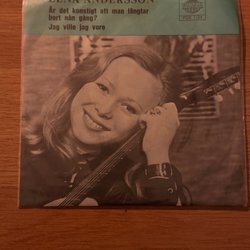 LENA ANDERSSON
Är det konstigt att man längtar
bort nån gång?
Jag ville jag vore